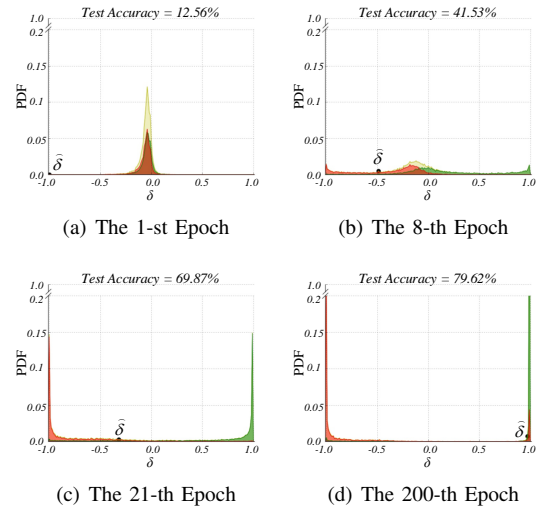 Test Accuracy = 12.56%
1.0
0.2
0.15
0.1
0.05
0.0
PDF
δ̂
-1.0 -0.5 0.0 0.5 1.0
δ
(a) The 1-st Epoch
Test Accuracy = 41.53%
1.0
0.2
0.15
0.1
0.05
0.0
PDF
δ̂
-1.0 -0.5 0.0 0.5 1.0
δ
(b) The 8-th Epoch
Test Accuracy = 69.87%
1.0
0.2
0.15
0.1
0.05
0.0
PDF
δ̂
-1.0 -0.5 0.0 0.5 1.0
δ
(c) The 21-th Epoch
Test Accuracy = 79.62%
1.0
0.2
0.15
0.1
0.05
0.0
PDF
δ̂
-1.0 -0.5 0.0 0.5 1.0
δ
(d) The 200-th Epoch